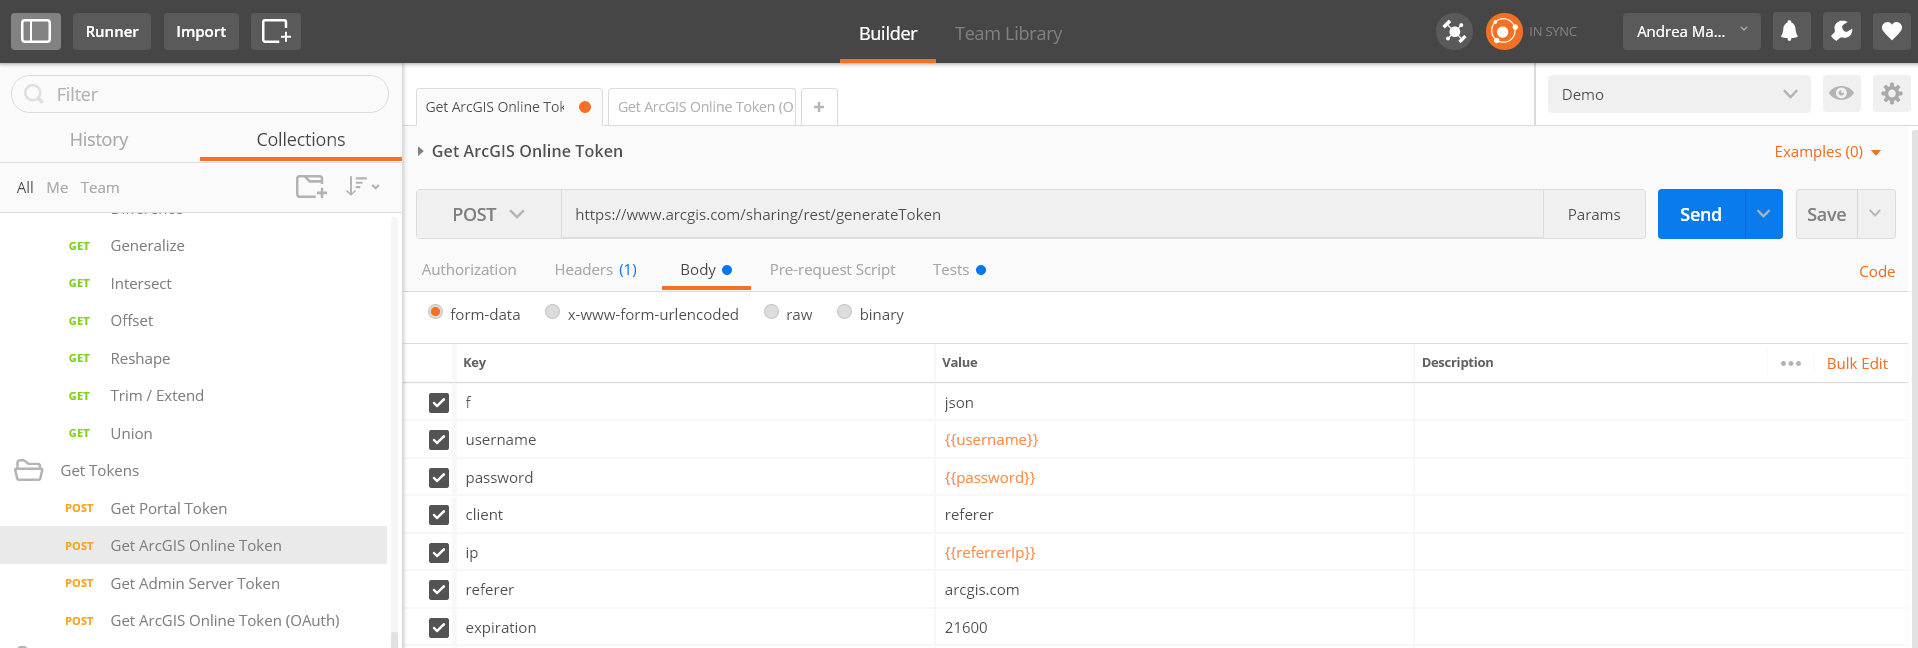 Runner Import Builder Team Library IN SYNC Andrea Ma...
Filter
History Collections
All Me Team
Difference
GET Generalize
GET Intersect
GET Offset
GET Reshape
GET Trim / Extend
GET Union
Get Tokens
POST Get Portal Token
POST Get ArcGIS Online Token
POST Get Admin Server Token
POST Get ArcGIS Online Token (OAuth)
Get ArcGIS Online Tok Get ArcGIS Online Token (O + Demo
Get ArcGIS Online Token Examples (0)
POST https://www.arcgis.com/sharing/rest/generateToken Params Send Save
Authorization Headers (1) Body Pre-request Script Tests Code
form-data x-www-form-urlencoded raw binary
Key Value Description ••• Bulk Edit
f json
username {{username}}
password {{password}}
client referer
ip {{referrerIp}}
referer arcgis.com
expiration 21600